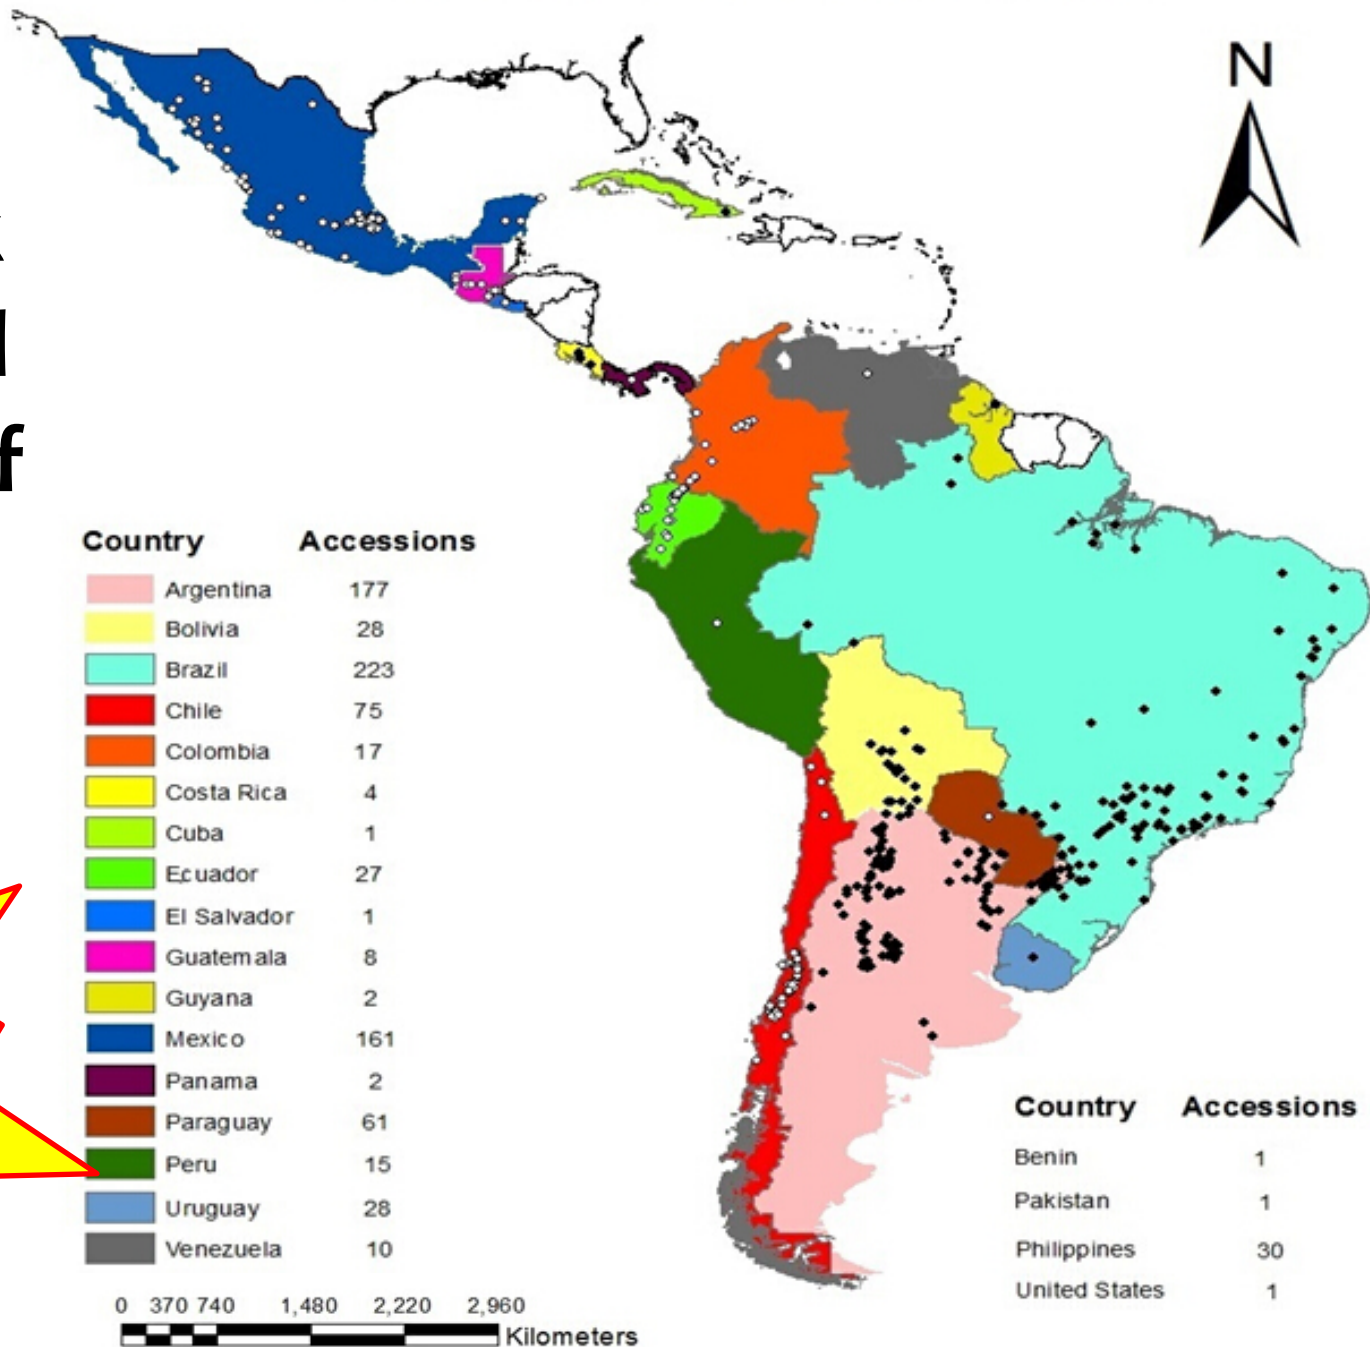 N
k
l
f
Country Accessions
Argentina 177
Bolivia 28
Brazil 223
Chile 75
Colombia 17
Costa Rica 4
Cuba 1
Ecuador 27
El Salvador 1
Guatemala 8
Guyana 2
Mexico 161
Panama 2
Paraguay 61
Peru 15
Uruguay 28
Venezuela 10
0 370 740 1,480 2,220 2,960
Kilometers
Country Accessions
Benin 1
Pakistan 1
Philippines 30
United States 1